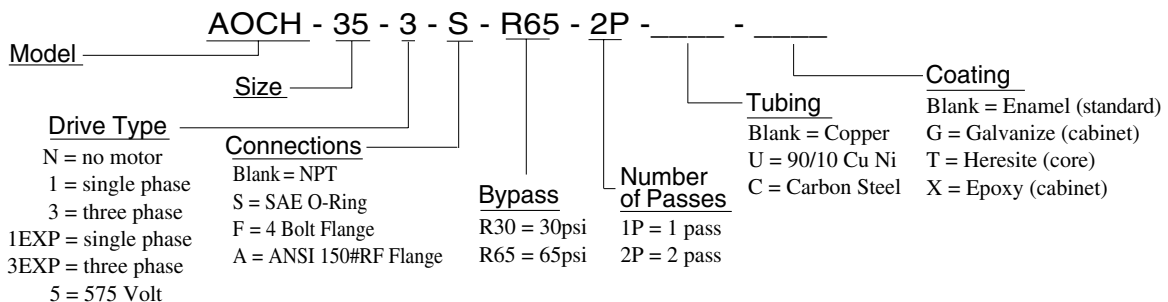 AOCH - 35 - 3 - S - R65 - 2P - ____ - ____
Model
Size
Drive Type
N = no motor
1 = single phase
3 = three phase
1EXP = single phase
3EXP = three phase
5 = 575 Volt
Connections
Blank = NPT
S = SAE O-Ring
F = 4 Bolt Flange
A = ANSI 150#RF Flange
Bypass
R30 = 30psi
R65 = 65psi
Number
of Passes
1P = 1 pass
2P = 2 pass
Tubing
Blank = Copper
U = 90/10 Cu Ni
C = Carbon Steel
Coating
Blank = Enamel (standard)
G = Galvanize (cabinet)
T = Heresite (core)
X = Epoxy (cabinet)